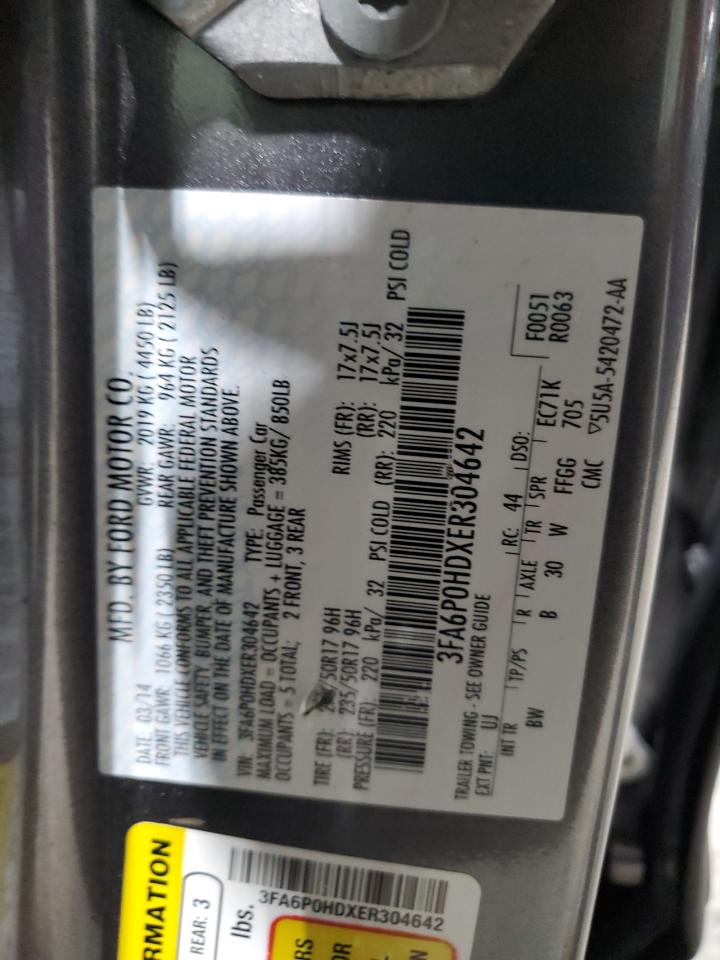 MFD. BY FORD MOTOR CO.
DATE 03/14 GVWR: 2019 KG ( 4450 LB)
FRONT GAWR: 1066 KG ( 2350 LB) REAR GAWR: 964 KG ( 2125 LB)
THIS VEHICLE CONFORMS TO ALL APPLICABLE FEDERAL MOTOR
VEHICLE SAFETY, BUMPER, AND THEFT PREVENTION STANDARDS
IN EFFECT ON THE DATE OF MANUFACTURE SHOWN ABOVE.
VIN: 3FA6P0HDXER304642 TYPE: Passenger Car
MAXIMUM LOAD = OCCUPANTS + LUGGAGE = 385KG/ 850LB
OCCUPANTS = 5 TOTAL; 2 FRONT, 3 REAR
TIRE (FR): /50R17 96H RIMS (FR): 17x7.5J
(RR): 235/50R17 96H (RR): 17x7.5J
PRESSURE (FR): 220 kPa/ 32 PSI COLD (RR): 220 kPa/ 32 PSI COLD
3FA6P0HDXER304642
TRAILER TOWING - SEE OWNER GUIDE
EXT PNT: UJ RC: 44 DSO: F0051
R0063
INT TR TP/PS R AXLE TR SPR EC71K
BW B 30 W FFGG 705
CMC ▽5U5A-5420472-AA
RMATION
REAR: 3
lbs.
3FA6P0HDXER304642
RS
OR
N